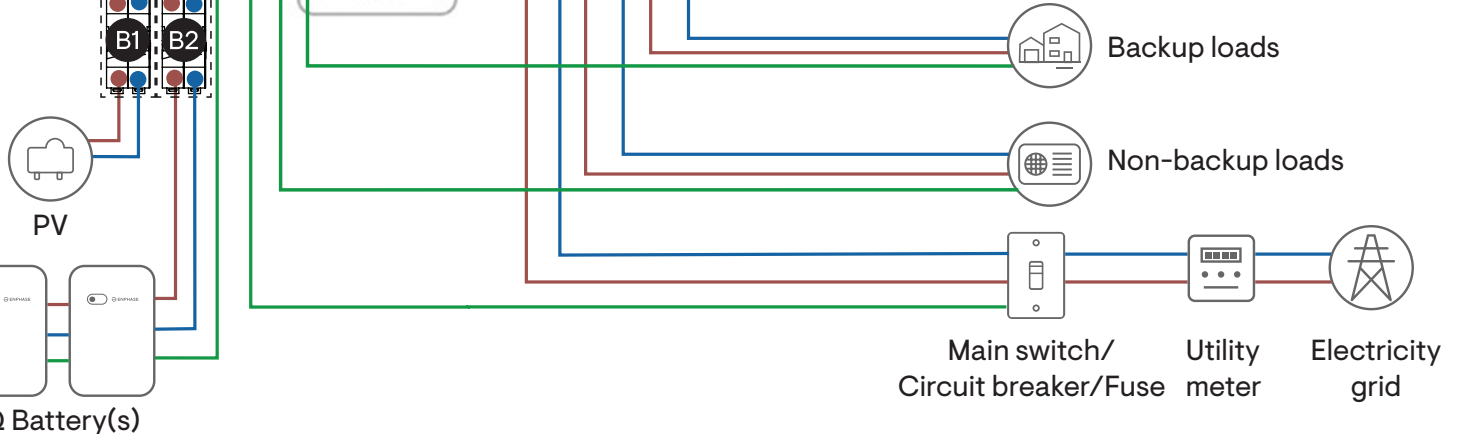 B1 B2
Backup loads
Non-backup loads
PV
ENPHASE ENPHASE
Main switch/
Circuit breaker/Fuse
Utility
meter
Electricity
grid
Battery(s)